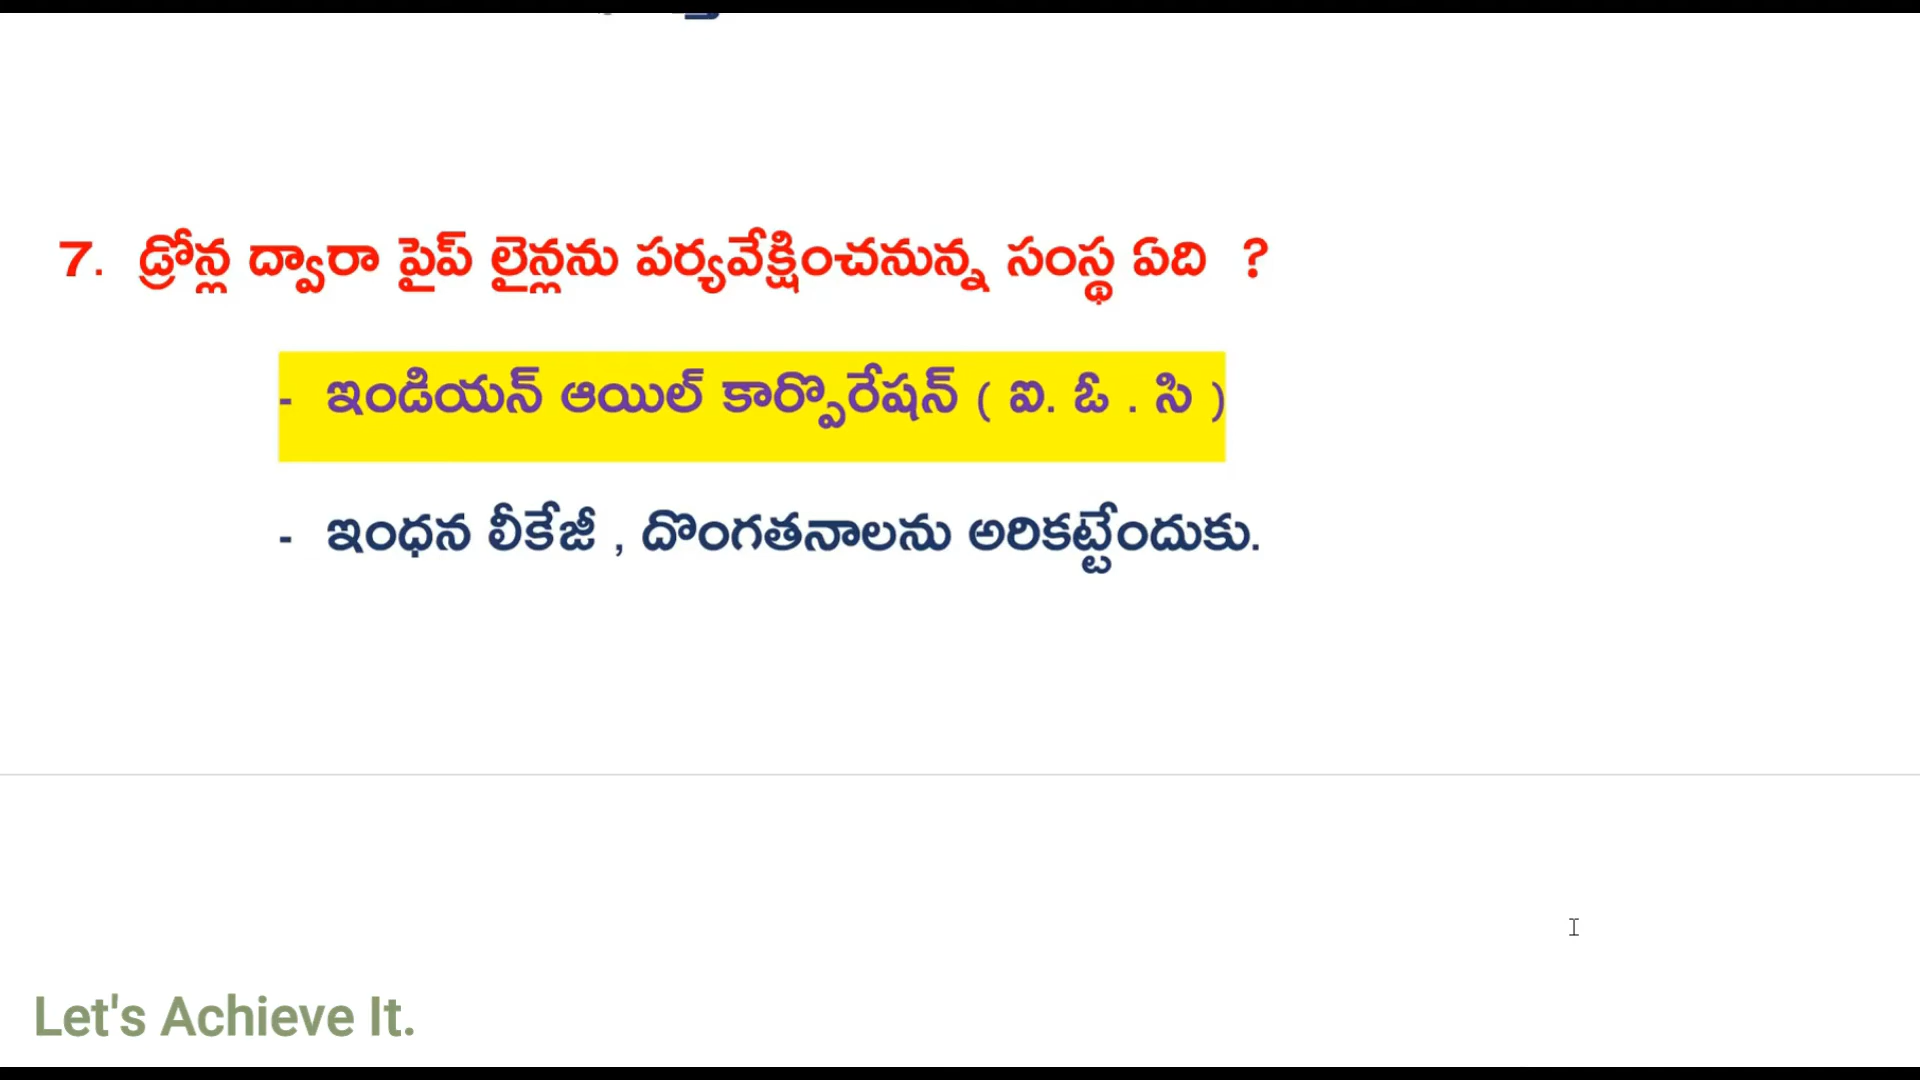 7. డ్రోన్ల ద్వారా పైప్ లైన్లను పర్యవేక్షించనున్న సంస్థ ఏది ?
- ఇండియన్ ఆయిల్ కార్పొరేషన్ ( ఐ. ఓ . సి )
- ఇంధన లీకేజీ , దొంగతనాలను అరికట్టేందుకు.
Let's Achieve It.